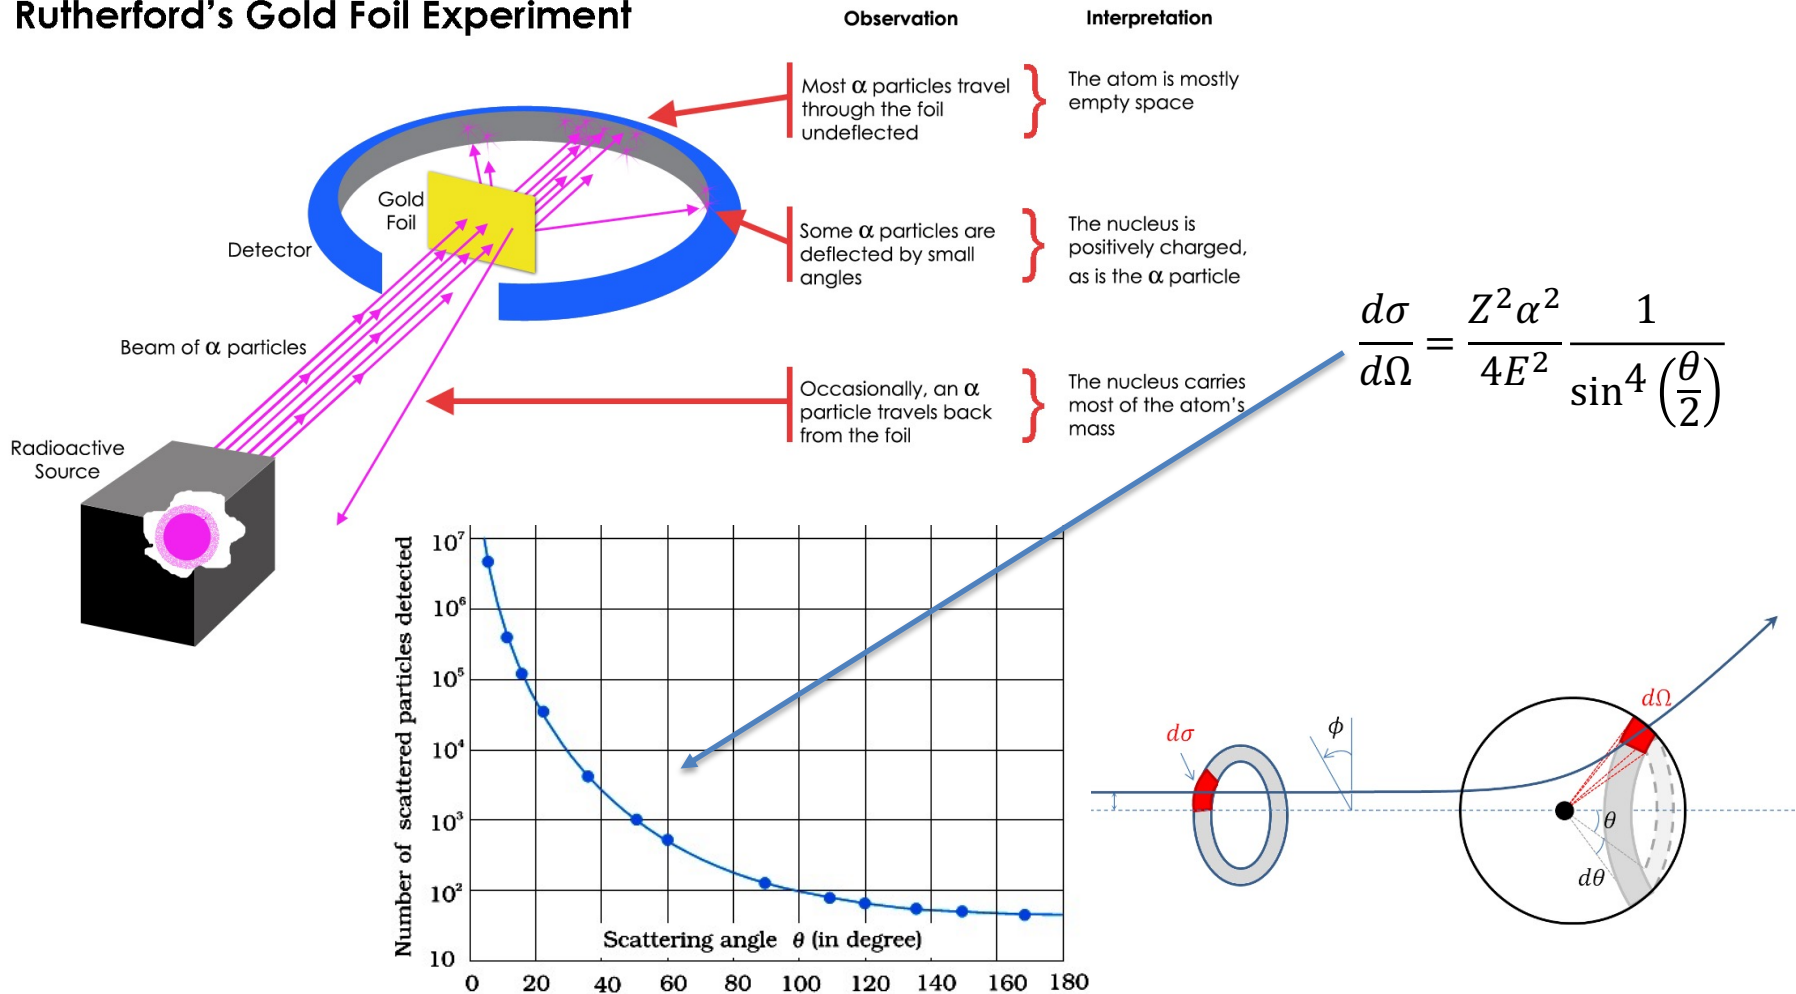 Rutherford's Gold Foil Experiment
Observation
Interpretation
Most α particles travel
through the foil
undeflected
The atom is mostly
empty space
Gold
Foil
Detector
Some α particles are
deflected by small
angles
The nucleus is
positively charged,
as is the α particle
Beam of α particles
Occasionally, an α
particle travels back
from the foil
The nucleus carries
most of the atom's
mass
Radioactive
Source
dσ/dΩ = Z²α²/4E² 1/sin⁴(θ/2)
Number of scattered particles detected
10⁷
10⁶
10⁵
10⁴
10³
10²
10
Scattering angle θ (in degree)
0 20 40 60 80 100 120 140 160 180
dσ
ϕ
dΩ
θ
dθ